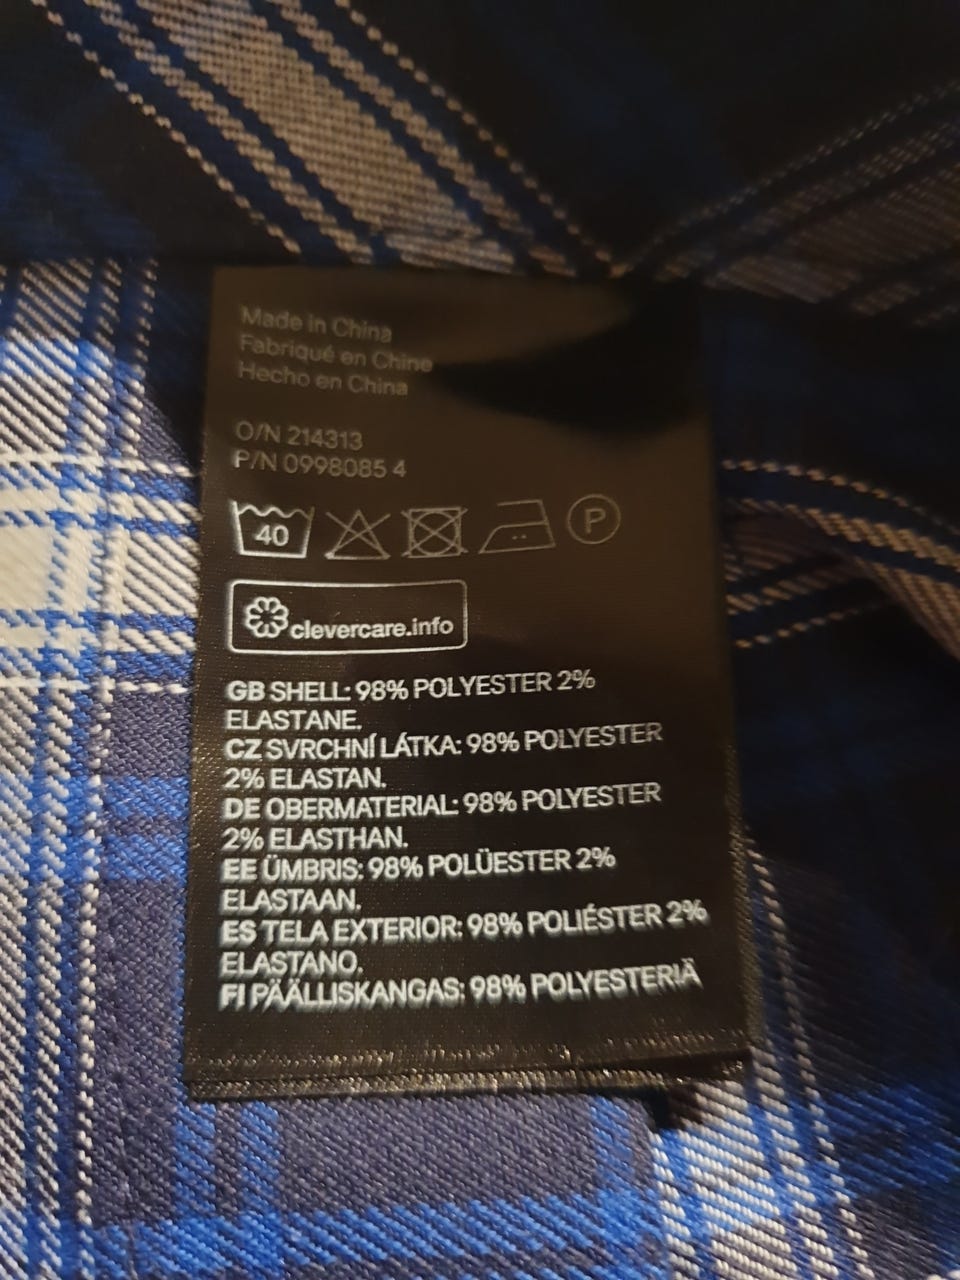 Made in China
Fabriqué en Chine
Hecho en China
O/N 214313
P/N 0998085 4
40
P
clevercare.info
GB SHELL: 98% POLYESTER 2%
ELASTANE.
CZ SVRCHNÍ LÁTKA: 98% POLYESTER
2% ELASTAN.
DE OBERMATERIAL: 98% POLYESTER
2% ELASTHAN.
EE ÜMBRIS: 98% POLÜESTER 2%
ELASTAAN.
ES TELA EXTERIOR: 98% POLIÉSTER 2%
ELASTANO.
FI PÄÄLLISKANGAS: 98% POLYESTERIÄ